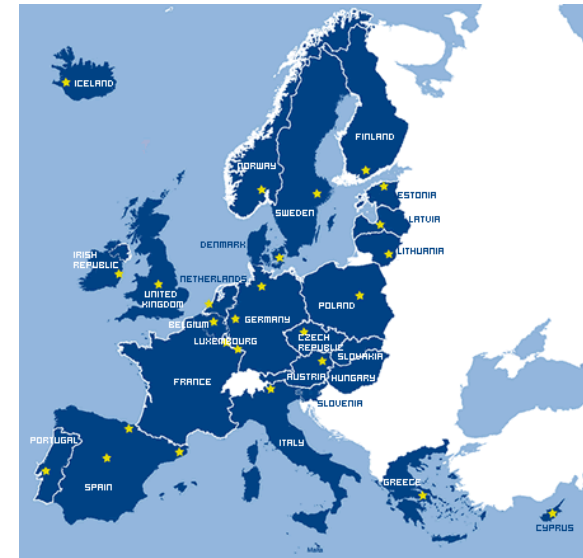 ICELAND
FINLAND
NORWAY
ESTONIA
SWEDEN
LATVIA
DENMARK
LITHUANIA
IRISH
REPUBLIC
NETHERLANDS
UNITED
KINGDOM
POLAND
BELGIUM
GERMANY
CZECH
REPUBLIC
LUXEMBOURG
SLOVAKIA
AUSTRIA
HUNGARY
FRANCE
SLOVENIA
PORTUGAL
ITALY
SPAIN
GREECE
CYPRUS
Malta